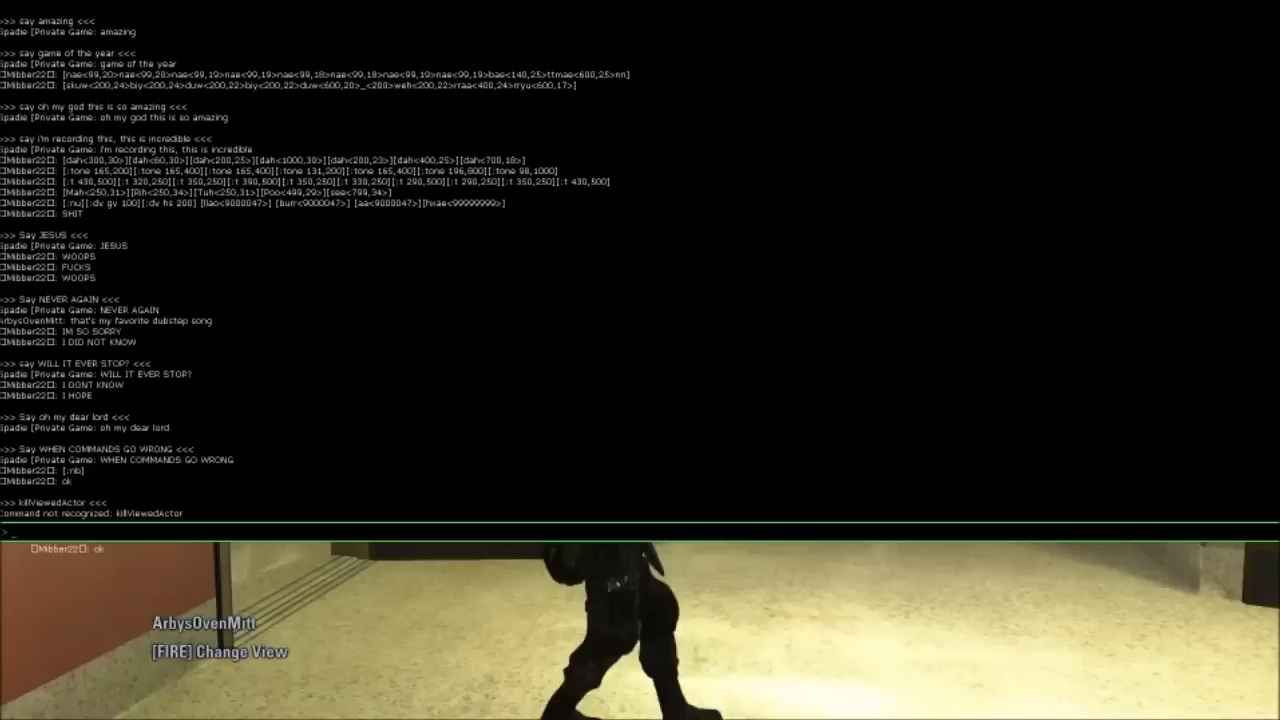 >>> say amazing <<<
Spadie [Private Game: amazing
>>> say game of the year <<<
Spadie [Private Game: game of the year
□Mibber22□: [nae<99,20>nae<99,20>nae<99,19>nae<99,19>nae<99,18>nae<99,18>nae<99,19>nae<99,19>bae<140,25>ttmae<600,25>nn]
□Mibber22□: [skuw<200,24>biy<200,24>duw<200,22>biy<200,22>duw<600,20>_<200>weh<200,22>rraa<400,24>rryu<600,17>]
>>> say oh my god this is so amazing <<<
Spadie [Private Game: oh my god this is so amazing
>>> say i'm recording this, this is incredible <<<
Spadie [Private Game: i'm recording this, this is incredible
□Mibber22□: [dah<300,30>][dah<60,30>][dah<200,25>][dah<1000,30>][dah<200,23>][dah<400,25>][dah<700,18>]
□Mibber22□: [:tone 165,200][:tone 165,400][:tone 165,400][:tone 131,200][:tone 165,400][:tone 196,800][:tone 98,1000]
□Mibber22□: [:t 430,500][:t 320,250][:t 350,250][:t 390,500][:t 350,250][:t 330,250][:t 290,500][:t 290,250][:t 350,250][:t 430,500]
□Mibber22□: [Mah<250,31>][Rih<250,34>][Tuh<250,31>][Poo<499,29>][see<799,34>]
□Mibber22□: [:nu][:dv gv 100][:dv hs 200] [llao<9000047>] [burr<9000047>] [aa<9000047>][hxae<99999999>]
□Mibber22□: SHIT
>>> Say JESUS <<<
Spadie [Private Game: JESUS
□Mibber22□: WOOPS
□Mibber22□: FUCKS
□Mibber22□: WOOPS
>>> Say NEVER AGAIN <<<
Spadie [Private Game: NEVER AGAIN
ArbysOvenMitt: that's my favorite dubstep song
□Mibber22□: IM SO SORRY
□Mibber22□: I DID NOT KNOW
>>> say WILL IT EVER STOP? <<<
Spadie [Private Game: WILL IT EVER STOP?
□Mibber22□: I DONT KNOW
□Mibber22□: I HOPE
>>> Say oh my dear lord <<<
Spadie [Private Game: oh my dear lord
>>> Say WHEN COMMANDS GO WRONG <<<
Spadie [Private Game: WHEN COMMANDS GO WRONG
□Mibber22□: [:nb]
□Mibber22□: ok
>>> killViewedActor <<<
Command not recognized: killViewedActor
> _
□Mibber22□: ok
ArbysOvenMitt
[FIRE] Change View